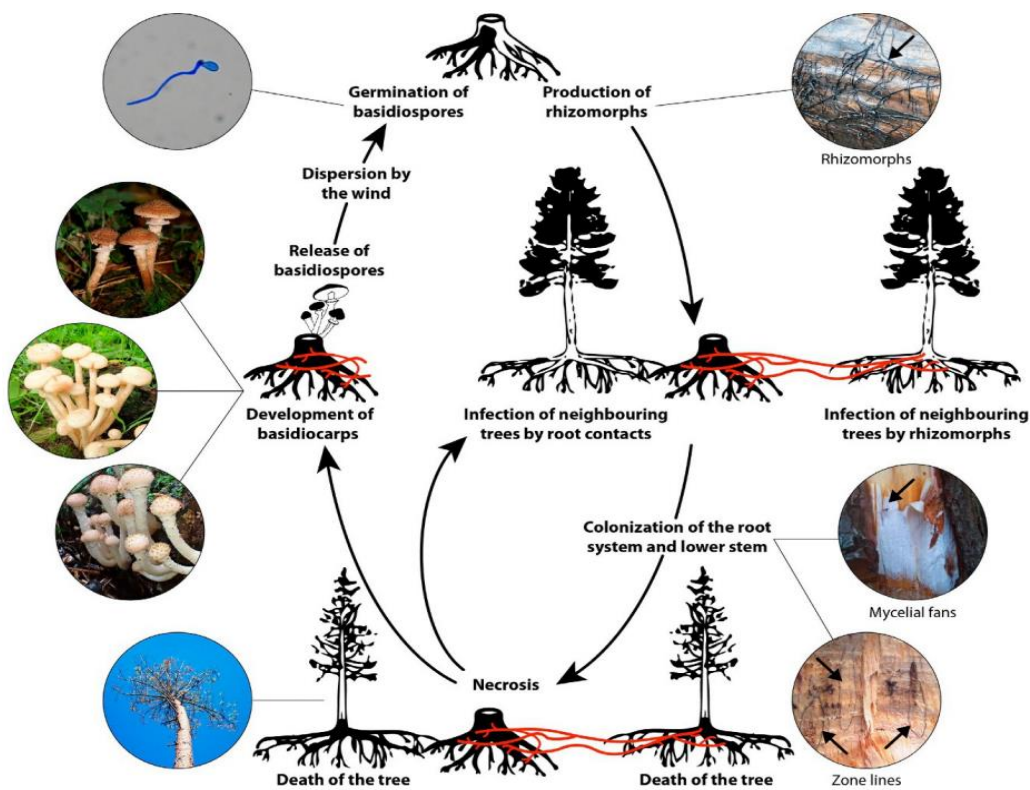 Germination of
basidiospores
Production of
rhizomorphs
Rhizomorphs
Dispersion by
the wind
Release of
basidiospores
Development of
basidiocarps
Infection of neighbouring
trees by root contacts
Infection of neighbouring
trees by rhizomorphs
Colonization of the root
system and lower stem
Mycelial fans
Necrosis
Death of the tree
Death of the tree
Zone lines